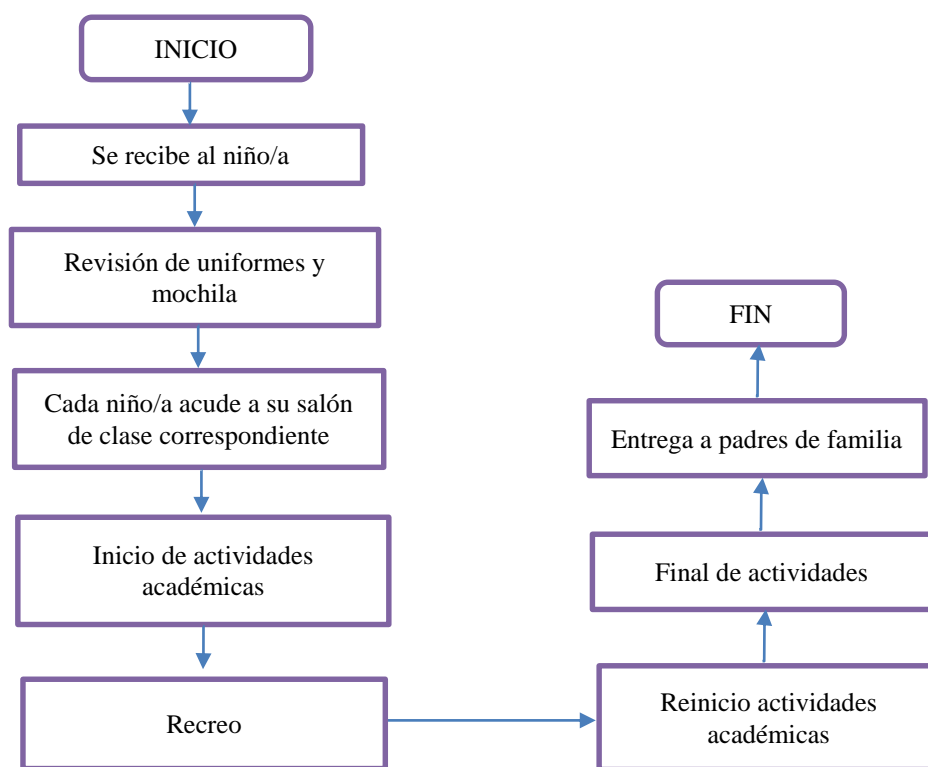 INICIO
Se recibe al niño/a
Revisión de uniformes y
mochila
Cada niño/a acude a su salón
de clase correspondiente
Inicio de actividades
académicas
Recreo
Reinicio actividades
académicas
Final de actividades
Entrega a padres de familia
FIN